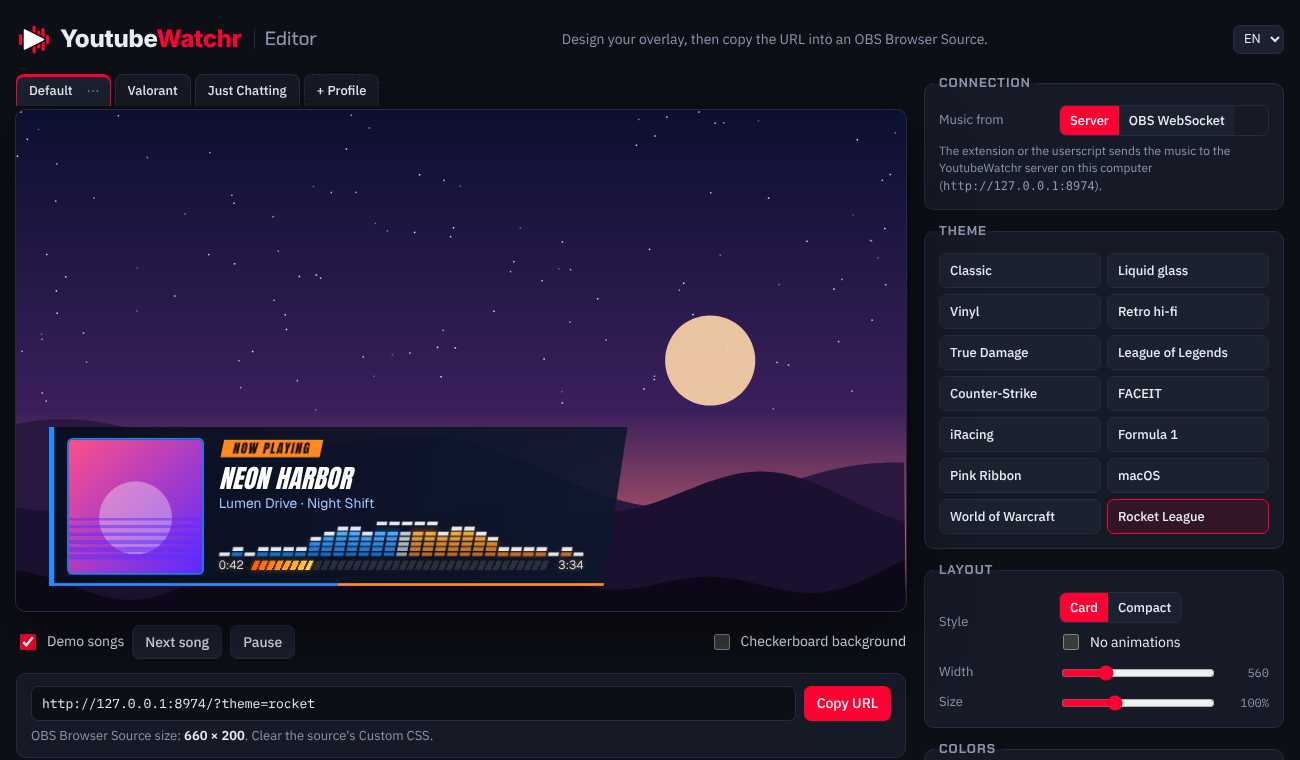 YoutubeWatchr Editor
Design your overlay, then copy the URL into an OBS Browser Source.
EN
Default ···
Valorant
Just Chatting
+ Profile
NOW PLAYING
NEON HARBOR
Lumen Drive · Night Shift
0:42
3:34
Demo songs
Next song
Pause
Checkerboard background
http://127.0.0.1:8974/?theme=rocket
Copy URL
OBS Browser Source size: 660 × 200. Clear the source's Custom CSS.
CONNECTION
Music from
Server
OBS WebSocket
The extension or the userscript sends the music to the
YoutubeWatchr server on this computer
(http://127.0.0.1:8974).
THEME
Classic
Liquid glass
Vinyl
Retro hi-fi
True Damage
League of Legends
Counter-Strike
FACEIT
iRacing
Formula 1
Pink Ribbon
macOS
World of Warcraft
Rocket League
LAYOUT
Style
Card
Compact
No animations
Width
560
Size
100%
COLORS